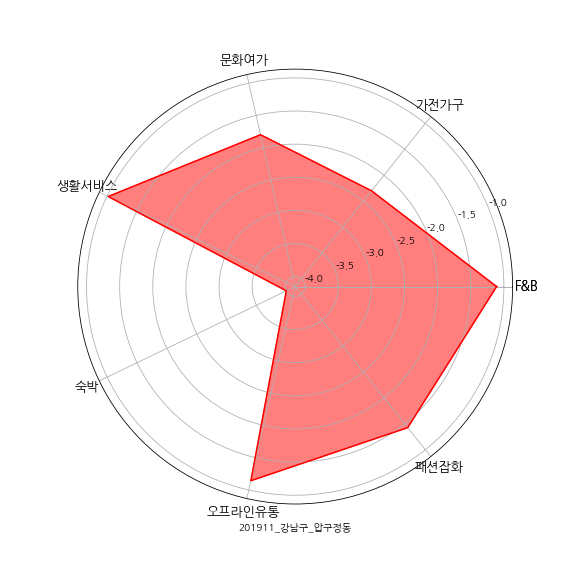 문화여가
가전가구
생활서비스
-1.0
-1.5
-2.0
-2.5
-3.0
-3.5
-4.0
F&B
숙박
패션잡화
오프라인유통
201911_강남구_압구정동